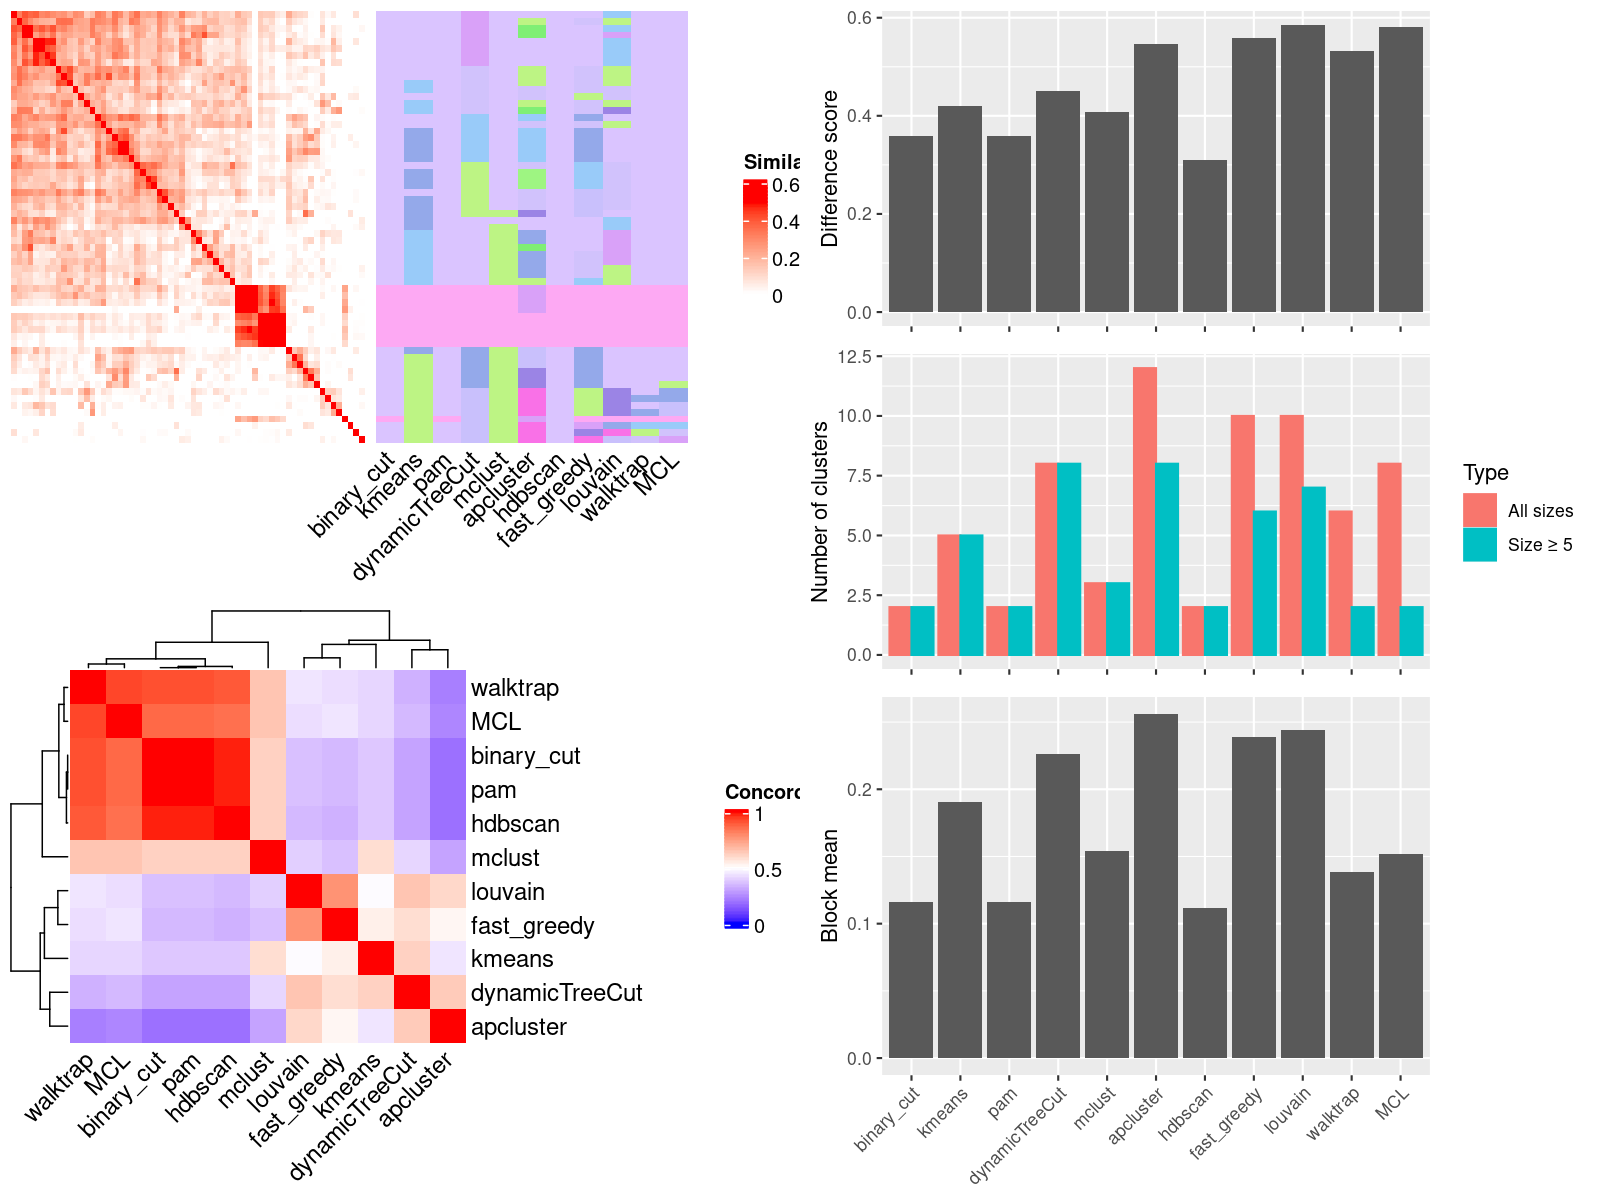 Simila
0.6
0.4
0.2
0
binary_cut
kmeans
pam
dynamicTreeCut
mclust
apcluster
hdbscan
fast_greedy
louvain
walktrap
MCL
Difference score
0.6
0.4
0.2
0.0
Number of clusters
12.5
10.0
7.5
5.0
2.5
0.0
Type
All sizes
Size ≥ 5
walktrap
MCL
binary_cut
pam
hdbscan
mclust
louvain
fast_greedy
kmeans
dynamicTreeCut
apcluster
walktrap
MCL
binary_cut
pam
hdbscan
mclust
louvain
fast_greedy
kmeans
dynamicTreeCut
apcluster
Concord
1
0.5
0
Block mean
0.2
0.1
0.0
binary_cut
kmeans
pam
dynamicTreeCut
mclust
apcluster
hdbscan
fast_greedy
louvain
walktrap
MCL